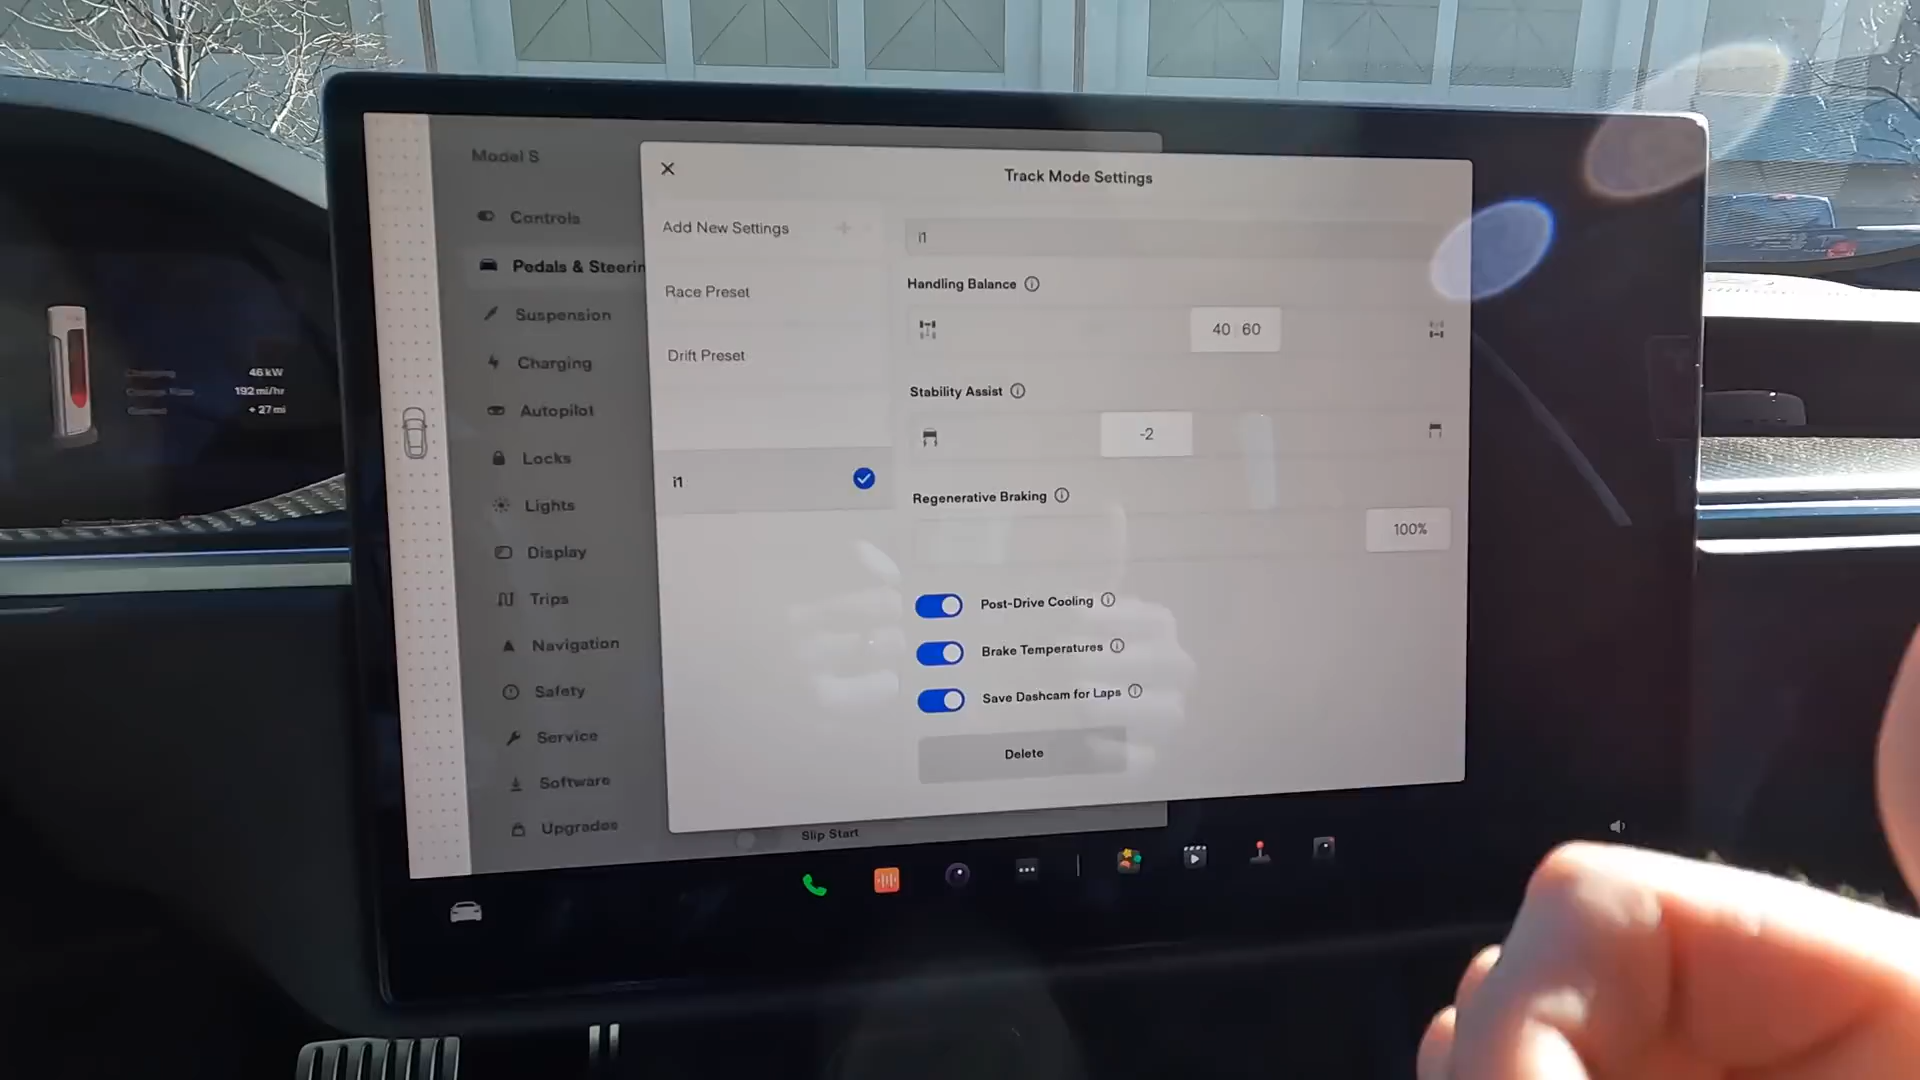 Model S
Controls
Pedals & Steerin
Suspension
Charging
Autopilot
Locks
Lights
Display
Trips
Navigation
Safety
Service
Software
Upgrades
Track Mode Settings
Add New Settings
Race Preset
Drift Preset
i1
i1
Handling Balance
40 60
Stability Assist
-2
Regenerative Braking
100%
Post-Drive Cooling
Brake Temperatures
Save Dashcam for Laps
Delete
Slip Start
Charging 46 kW
192 mi/hr
+ 27 mi